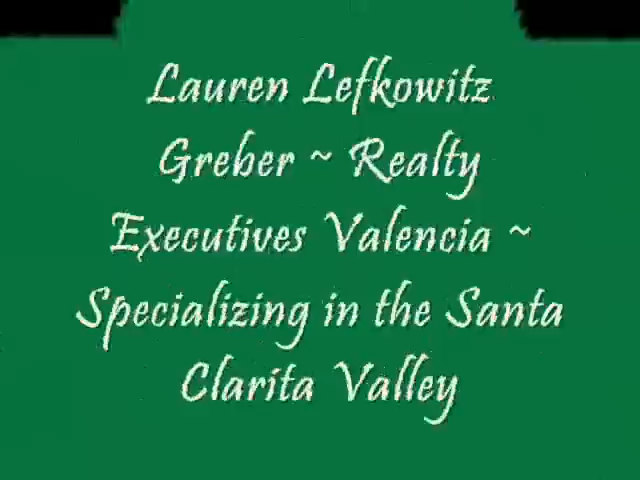 Lauren Lefkowitz
Greber ~ Realty
Executives Valencia ~
Specializing in the Santa
Clarita Valley